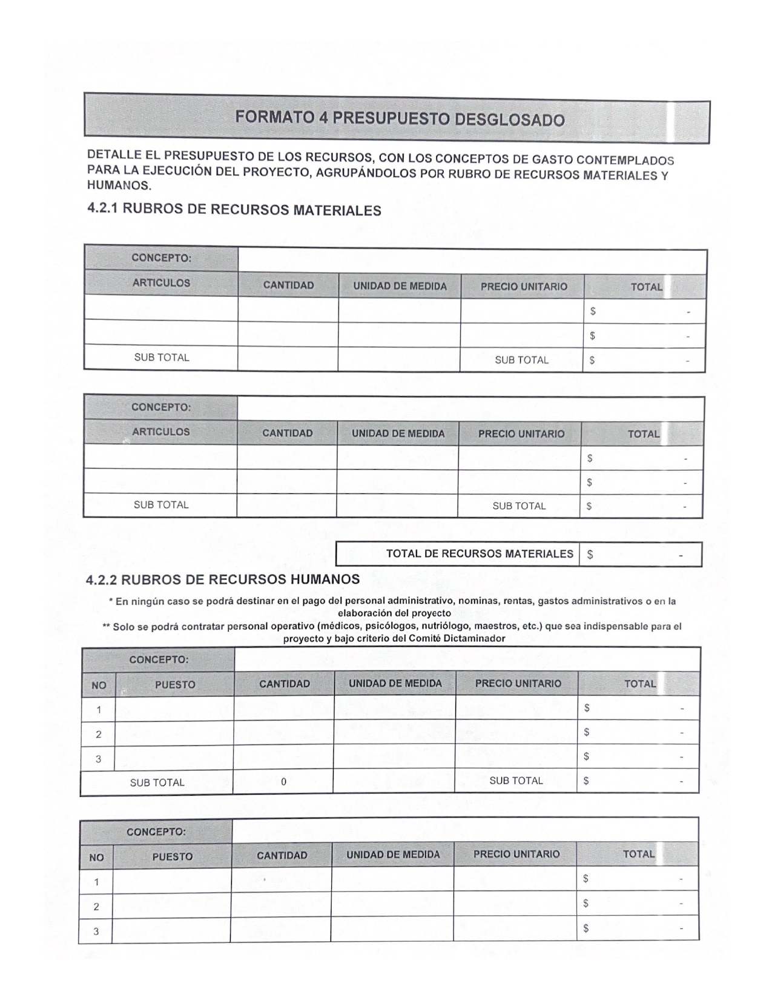 FORMATO 4 PRESUPUESTO DESGLOSADO
DETALLE EL PRESUPUESTO DE LOS RECURSOS, CON LOS CONCEPTOS DE GASTO CONTEMPLADOS
PARA LA EJECUCIÓN DEL PROYECTO, AGRUPÁNDOLOS POR RUBRO DE RECURSOS MATERIALES Y
HUMANOS.
4.2.1 RUBROS DE RECURSOS MATERIALES
CONCEPTO:
ARTICULOS CANTIDAD UNIDAD DE MEDIDA PRECIO UNITARIO TOTAL
$ -
$ -
SUB TOTAL SUB TOTAL $ -
CONCEPTO:
ARTICULOS CANTIDAD UNIDAD DE MEDIDA PRECIO UNITARIO TOTAL
$ -
$ -
SUB TOTAL SUB TOTAL $ -
TOTAL DE RECURSOS MATERIALES $ -
4.2.2 RUBROS DE RECURSOS HUMANOS
* En ningún caso se podrá destinar en el pago del personal administrativo, nominas, rentas, gastos administrativos o en la
elaboración del proyecto
** Solo se podrá contratar personal operativo (médicos, psicólogos, nutriólogo, maestros, etc.) que sea indispensable para el
proyecto y bajo criterio del Comité Dictaminador
CONCEPTO:
NO PUESTO CANTIDAD UNIDAD DE MEDIDA PRECIO UNITARIO TOTAL
1 $ -
2 $ -
3 $ -
SUB TOTAL 0 SUB TOTAL $ -
CONCEPTO:
NO PUESTO CANTIDAD UNIDAD DE MEDIDA PRECIO UNITARIO TOTAL
1 $ -
2 $ -
3 $ -